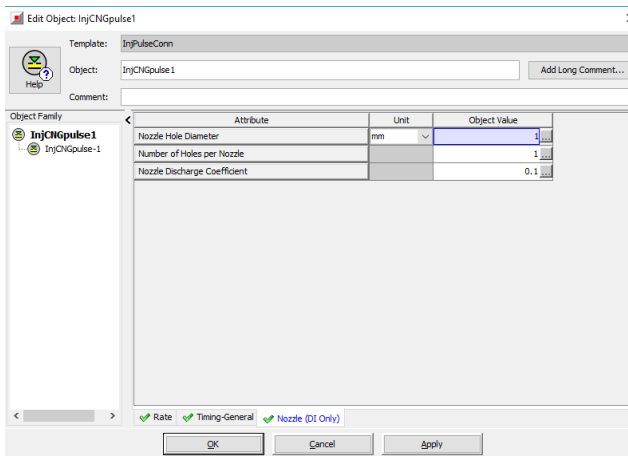 Edit Object: InjCNGpulse1
Template: InjPulseConn
Help
Object: InjCNGpulse1 Add Long Comment...
Comment:
Object Family
InjCNGpulse1
InjCNGpulse-1
Attribute Unit Object Value
Nozzle Hole Diameter mm 1 ...
Number of Holes per Nozzle 1 ...
Nozzle Discharge Coefficient 0.1 ...
Rate Timing-General Nozzle (DI Only)
OK Cancel Apply